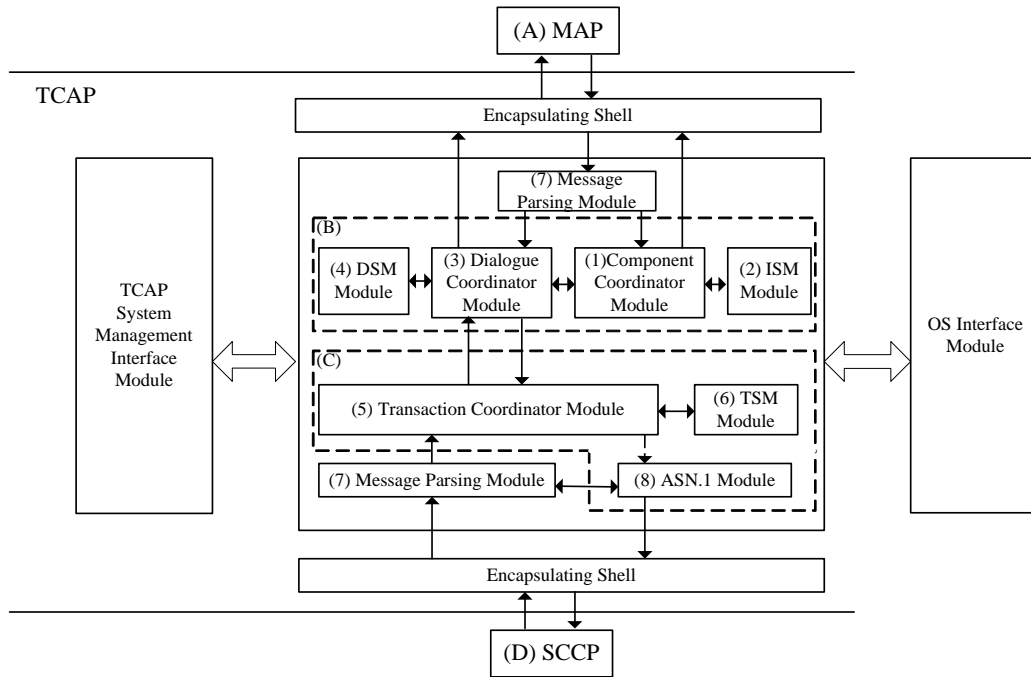 (A) MAP
TCAP
Encapsulating Shell
(7) Message
Parsing Module
(B)
(4) DSM
Module
(3) Dialogue
Coordinator
Module
(1)Component
Coordinator
Module
(2) ISM
Module
TCAP
System
Management
Interface
Module
OS Interface
Module
(C)
(5) Transaction Coordinator Module
(6) TSM
Module
(7) Message Parsing Module
(8) ASN.1 Module
Encapsulating Shell
(D) SCCP